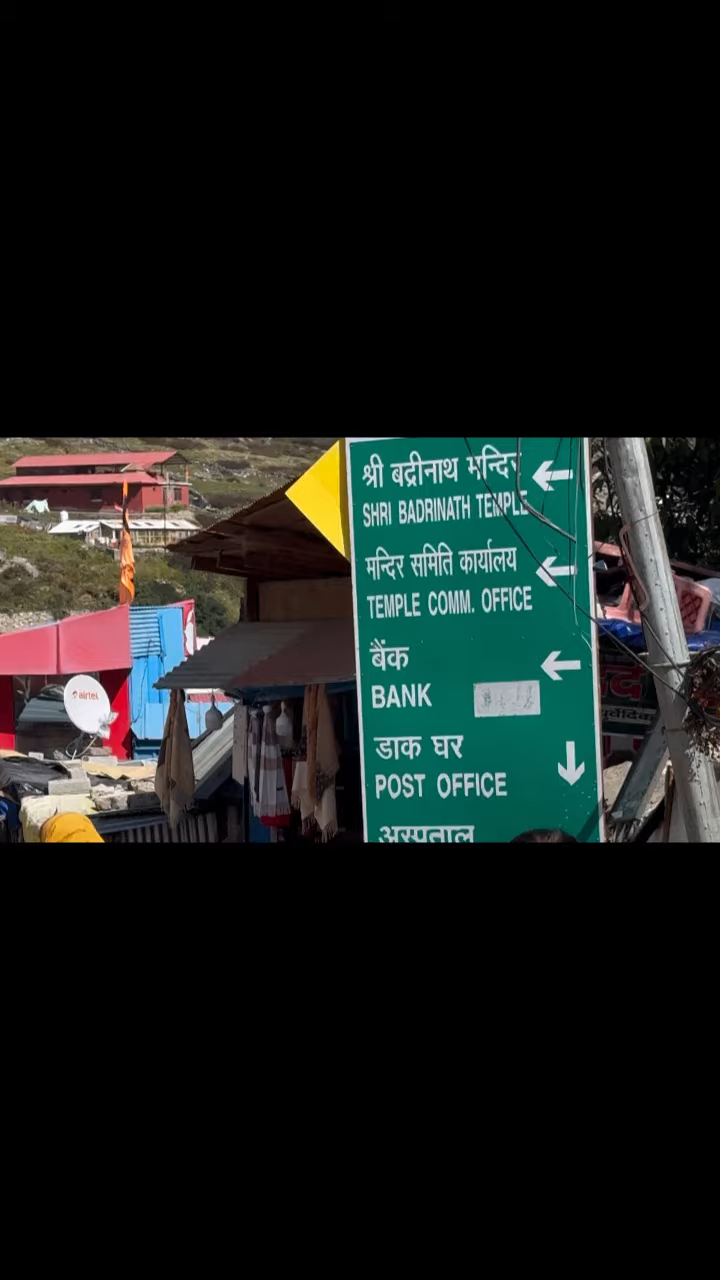 श्री बद्रीनाथ मन्दिर
SHRI BADRINATH TEMPLE
मन्दिर समिति कार्यालय
TEMPLE COMM. OFFICE
बैंक
BANK
डाक घर
POST OFFICE
अस्पताल
airtel